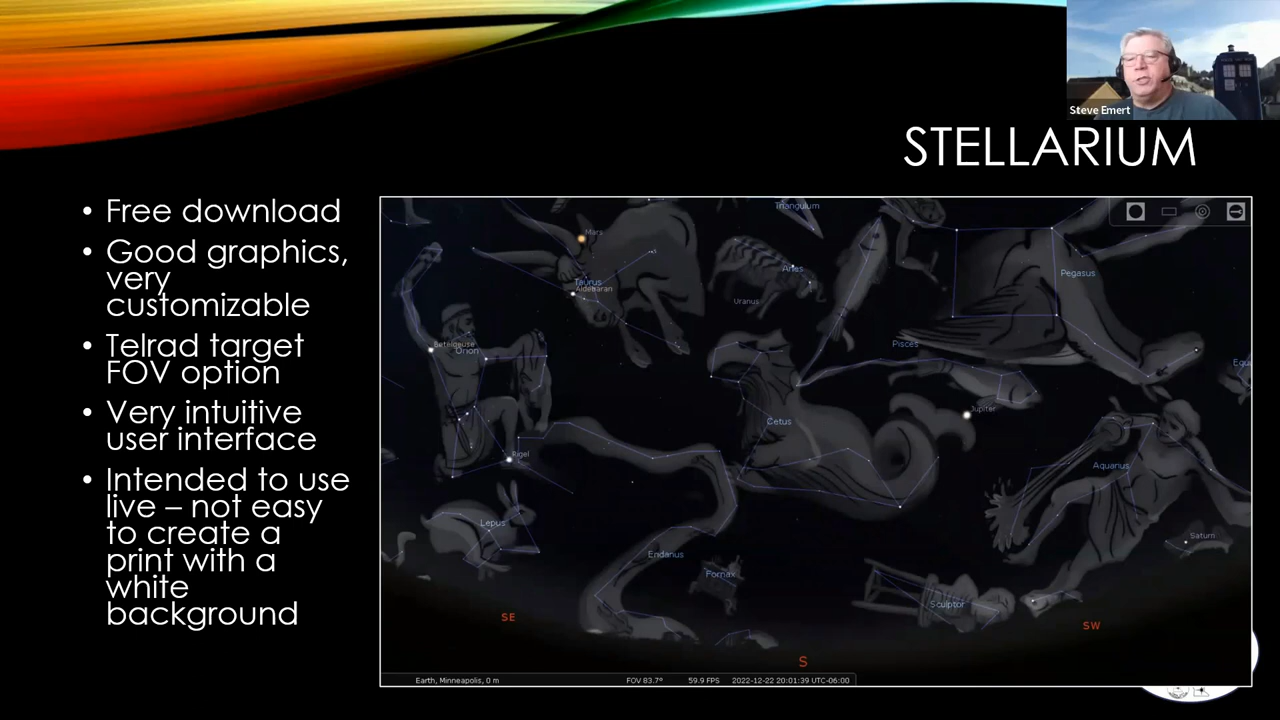 Steve Emert
STELLARIUM
• Free download
• Good graphics,
very
customizable
• Telrad target
FOV option
• Very intuitive
user interface
• Intended to use
live – not easy
to create a
print with a
white
background
Triangulum
Mars
Taurus
Aldebaran
Aries
Uranus
Pegasus
Betelgeuse
Orion
Pisces
Equ
Jupiter
Cetus
Rigel
Aquarius
Lepus
Saturn
Eridanus
Fornax
Sculptor
SE
SW
S
Earth, Minneapolis, 0 m
FOV 83.7°
59.9 FPS
2022-12-22 20:01:39 UTC-06:00